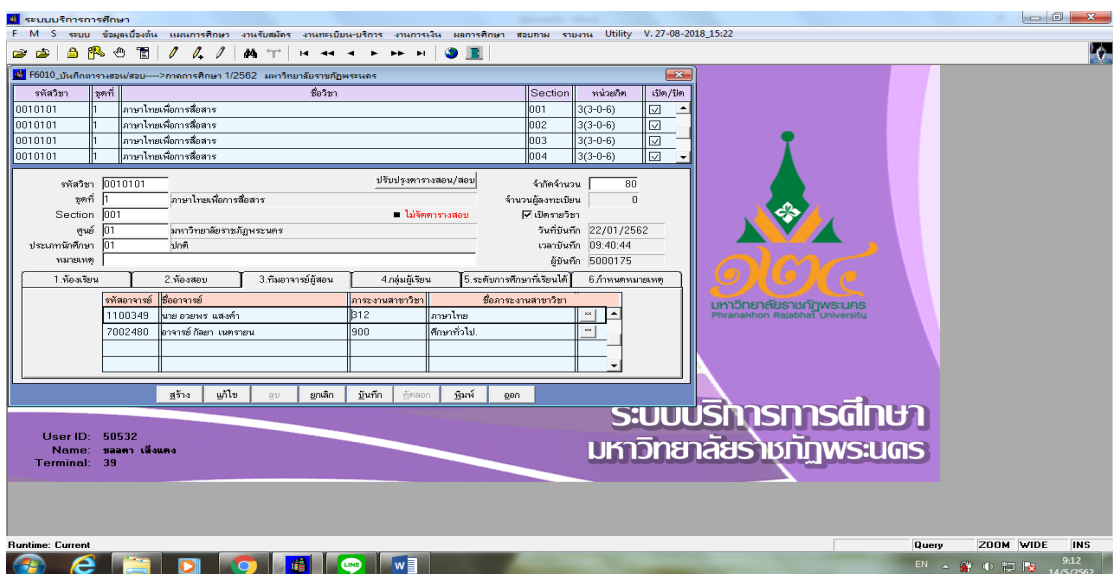 ระบบบริการการศึกษา
F M S ระบบ ข้อมูลเบื้องต้น แผนการศึกษา งานรับสมัคร งานทะเบียน-บริการ งานการเงิน ผลการศึกษา สอบถาม รายงาน Utility V. 27-08-2018_15:22
F6010_บันทึกตารางสอน/สอบ---->ภาคการศึกษา 1/2562 มหาวิทยาลัยราชภัฏพระนคร
รหัสวิชา ชุดที่ ชื่อวิชา Section หน่วยกิต เปิด/ปิด
0010101 1 ภาษาไทยเพื่อการสื่อสาร 001 3(3-0-6)
0010101 1 ภาษาไทยเพื่อการสื่อสาร 002 3(3-0-6)
0010101 1 ภาษาไทยเพื่อการสื่อสาร 003 3(3-0-6)
0010101 1 ภาษาไทยเพื่อการสื่อสาร 004 3(3-0-6)
รหัสวิชา 0010101 ปรับปรุงตารางสอน/สอบ จำกัดจำนวน 80
ชุดที่ 1 ภาษาไทยเพื่อการสื่อสาร จำนวนผู้ลงทะเบียน 0
Section 001 ไม่จัดตารางสอบ เปิดรายวิชา
ศูนย์ 01 มหาวิทยาลัยราชภัฏพระนคร วันที่บันทึก 22/01/2562
ประเภทนักศึกษา 01 ปกติ เวลาบันทึก 09:40:44
หมายเหตุ ผู้บันทึก 5000175
1.ห้องเรียน 2.ห้องสอบ 3.ทีมอาจารย์ผู้สอน 4.กลุ่มผู้เรียน 5.ระดับการศึกษาที่เรียนได้ 6.กำหนดหมายเหตุ
รหัสอาจารย์ ชื่ออาจารย์ ภาระงานสาขาวิชา ชื่อภาระงานสาขาวิชา
1100349 นาย อวยพร แสงคำ 312 ภาษาไทย
7002480 อาจารย์ กัลยา เนตรายน 900 ศึกษาทั่วไป.
สร้าง แก้ไข ลบ ยกเลิก บันทึก คัดลอก พิมพ์ ออก
มหาวิทยาลัยราชภัฏพระนคร
Phranakhon Rajabhat University
ระบบบริการการศึกษา
มหาวิทยาลัยราชภัฏพระนคร
User ID: 50532
Name:
Terminal: 39
Runtime: Current Query ZOOM WIDE INS
LINE EN 9:12
14/5/2562